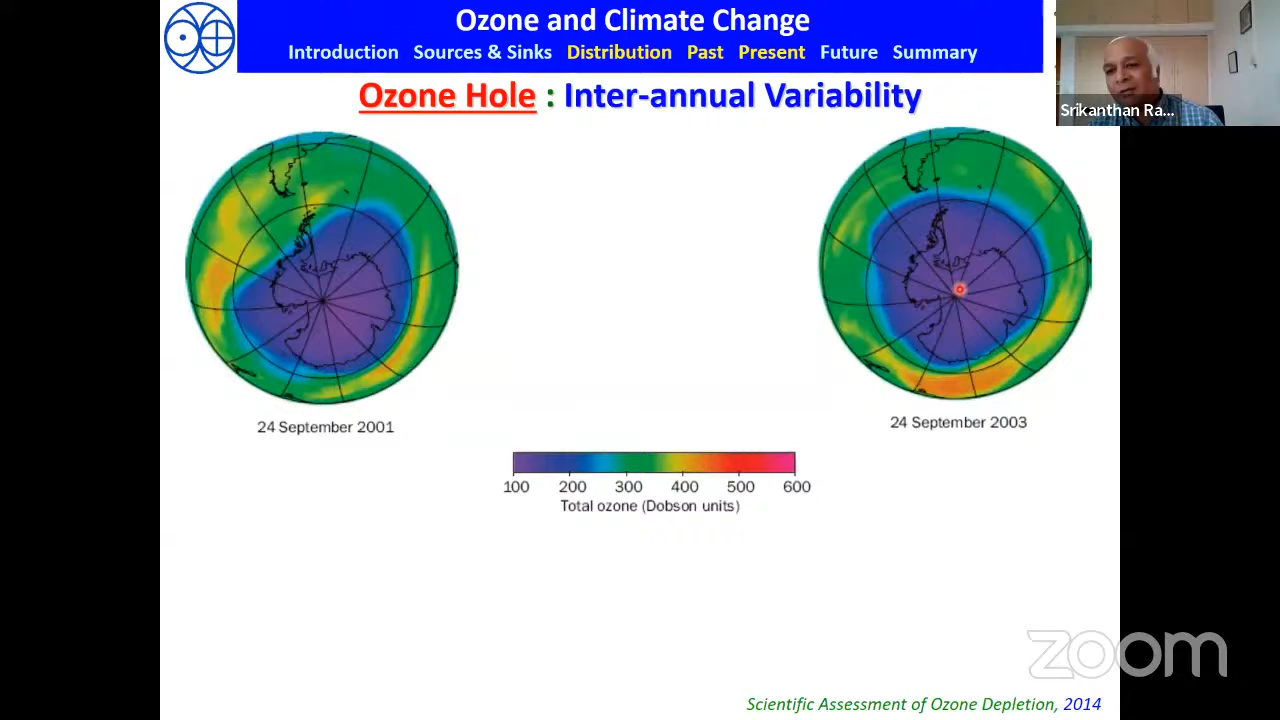 Ozone and Climate Change
Introduction Sources & Sinks Distribution Past Present Future Summary
Srikanthan Ra...
Ozone Hole : Inter-annual Variability
24 September 2001
24 September 2003
100 200 300 400 500 600
Total ozone (Dobson units)
zoom
Scientific Assessment of Ozone Depletion, 2014